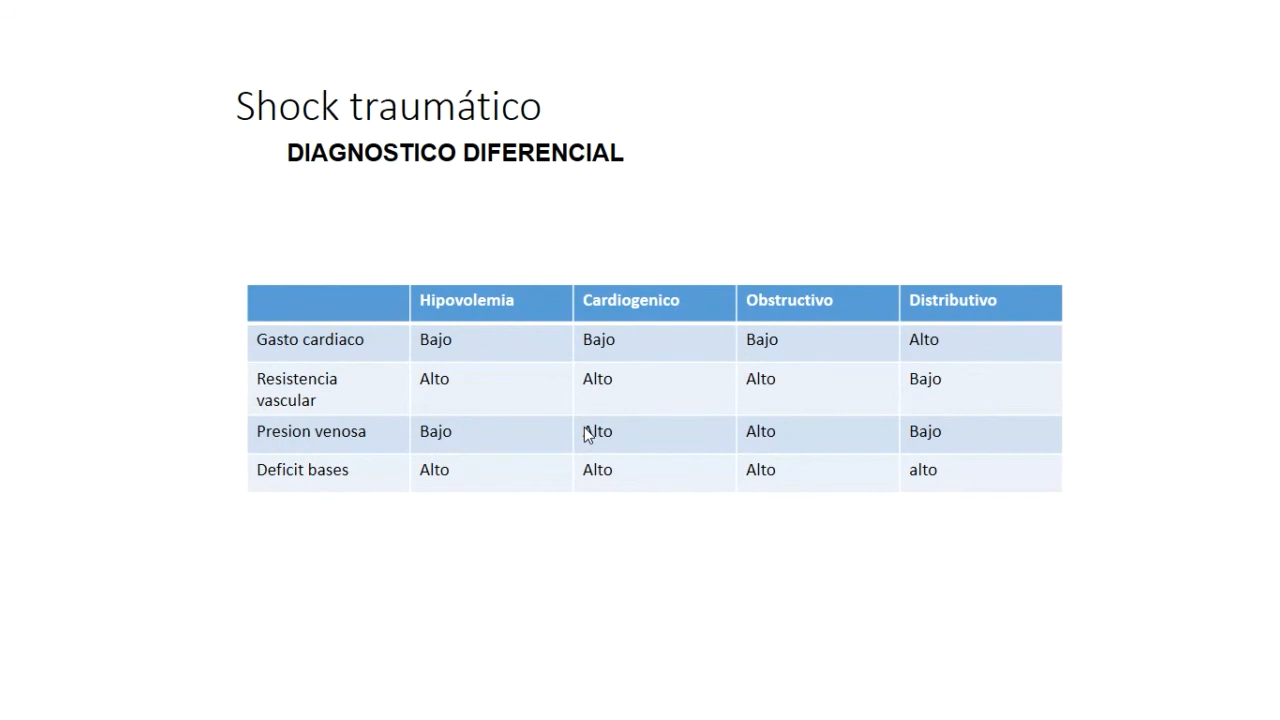 Shock traumático
DIAGNOSTICO DIFERENCIAL
Hipovolemia Cardiogenico Obstructivo Distributivo
Gasto cardiaco Bajo Bajo Bajo Alto
Resistencia Alto Alto Alto Bajo
vascular
Presion venosa Bajo Alto Alto Bajo
Deficit bases Alto Alto Alto alto